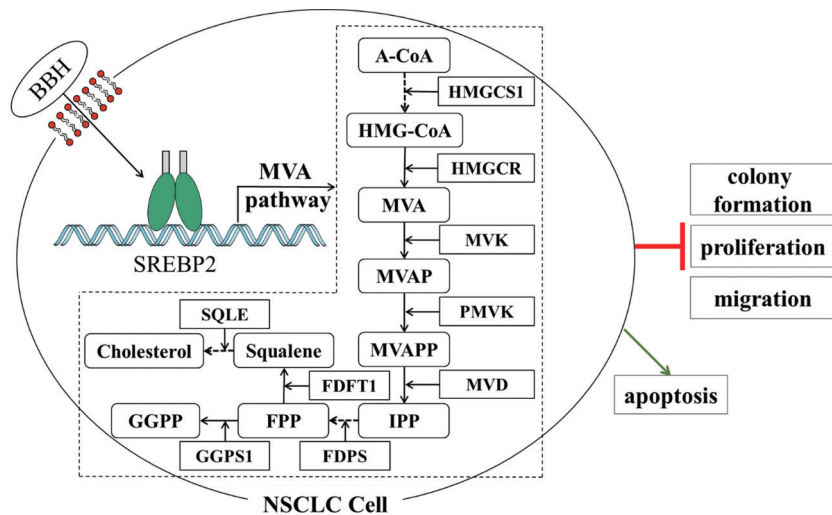 BBH
A-CoA
HMGCS1
HMG-CoA
HMGCR
MVA
pathway
MVA
MVK
SREBP2
MVAP
PMVK
MVAPP
MVD
IPP
SQLE
Cholesterol
Squalene
FDFT1
GGPP
FPP
GGPS1
FDPS
NSCLC Cell
colony
formation
proliferation
migration
apoptosis